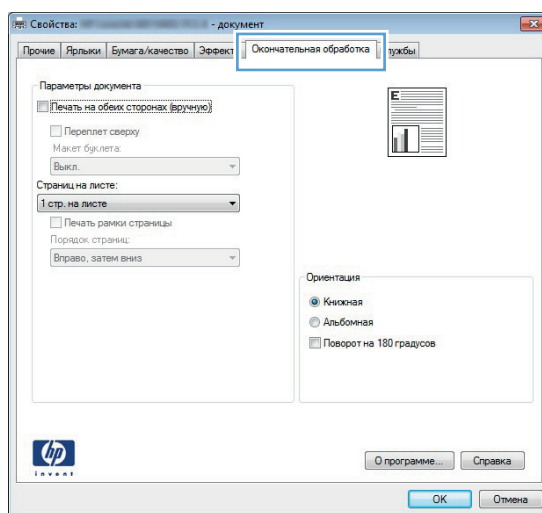 Свойства: - документ
Прочие Ярлыки Бумага/качество Эффект Окончательная обработка лужбы
Параметры документа
Печать на обеих сторонах (вручную)
Переплет сверху
Макет буклета:
Выкл.
Страниц на листе:
1 стр. на листе
Печать рамки страницы
Порядок страниц:
Вправо, затем вниз
E
Ориентация
Книжная
Альбомная
Поворот на 180 градусов
hp
invent
О программе... Справка
OK Отмена